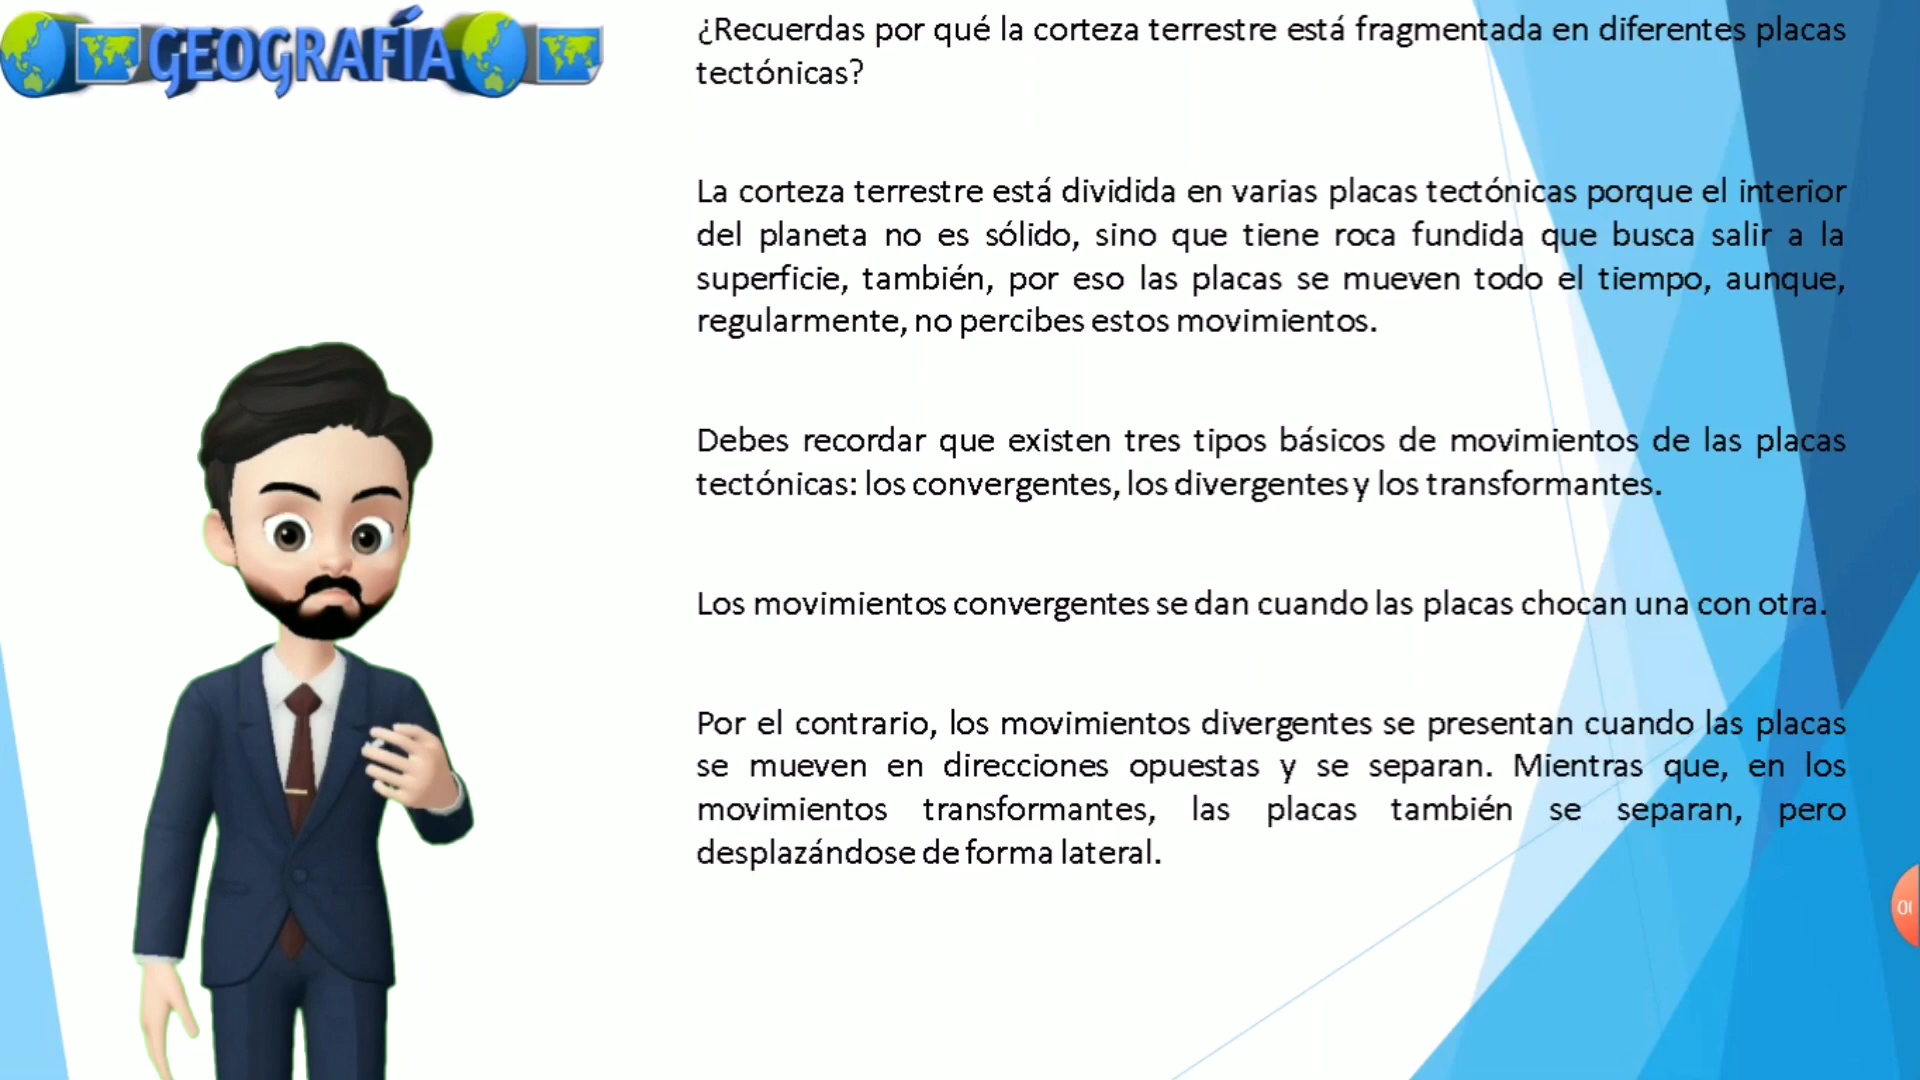 GEOGRAFÍA
¿Recuerdas por qué la corteza terrestre está fragmentada en diferentes placas
tectónicas?
La corteza terrestre está dividida en varias placas tectónicas porque el interior
del planeta no es sólido, sino que tiene roca fundida que busca salir a la
superficie, también, por eso las placas se mueven todo el tiempo, aunque,
regularmente, no percibes estos movimientos.
Debes recordar que existen tres tipos básicos de movimientos de las placas
tectónicas: los convergentes, los divergentes y los transformantes.
Los movimientos convergentes se dan cuando las placas chocan una con otra.
Por el contrario, los movimientos divergentes se presentan cuando las placas
se mueven en direcciones opuestas y se separan. Mientras que, en los
movimientos transformantes, las placas también se separan, pero
desplazándose de forma lateral.